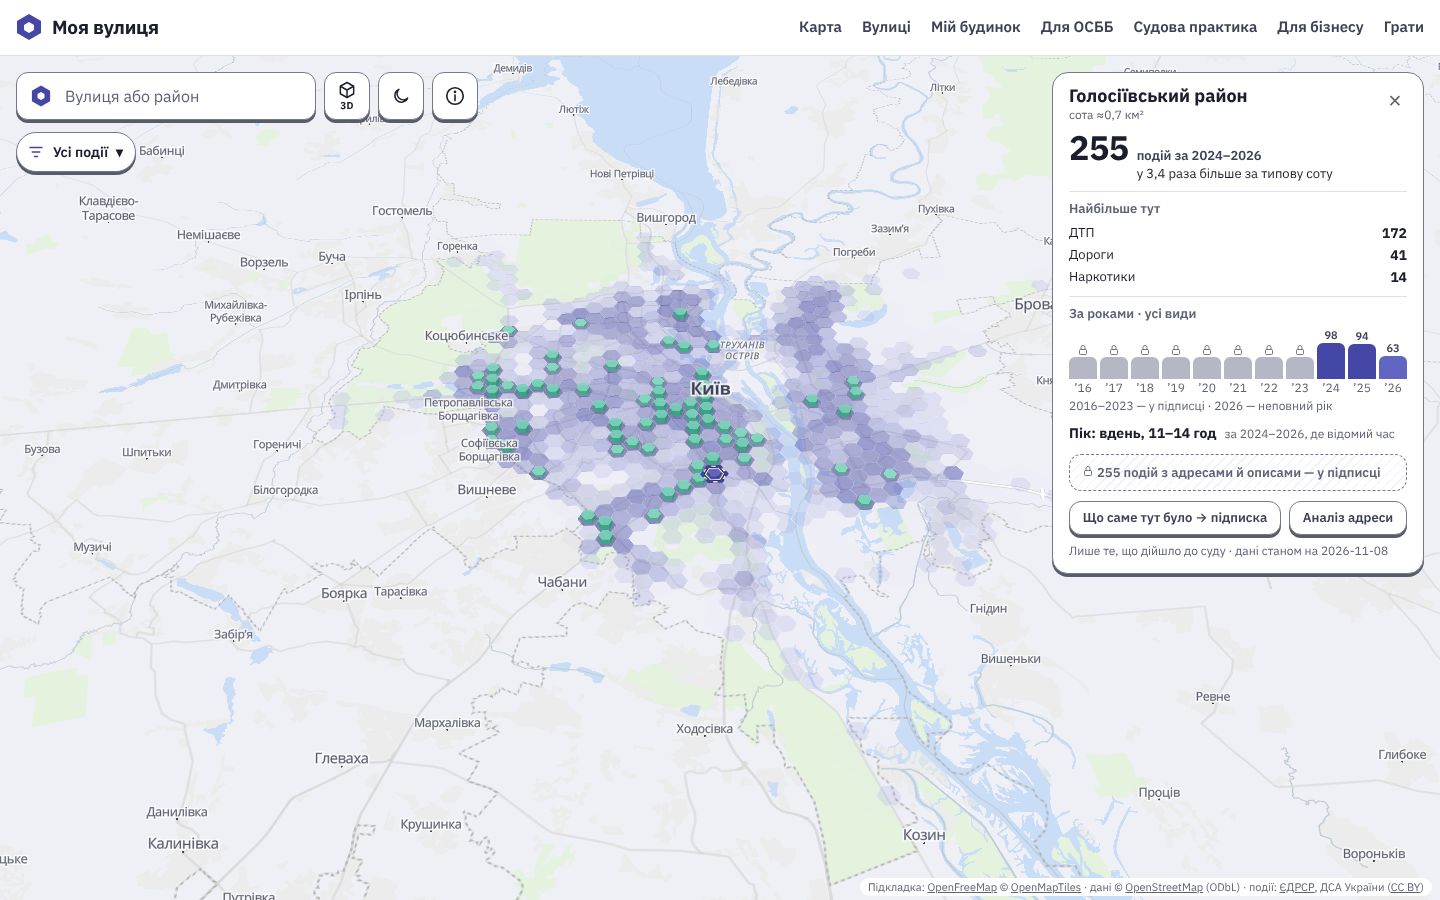 Моя вулиця
Карта Вулиці Мій будинок Для ОСББ Судова практика Для бізнесу Грати
Вулиця або район
3D
Усі події ▾
Голосіївський район
сота ≈0,7 км²
255 подій за 2024–2026
у 3,4 раза більше за типову соту
Найбільше тут
ДТП 172
Дороги 41
Наркотики 14
За роками · усі види
98 94 63
'16 '17 '18 '19 '20 '21 '22 '23 '24 '25 '26
2016–2023 — у підписці · 2026 — неповний рік
Пік: вдень, 11–14 год за 2024–2026, де відомий час
255 подій з адресами й описами — у підписці
Що саме тут було → підписка
Аналіз адреси
Лише те, що дійшло до суду · дані станом на 2026-11-08
Демидів
Лебедівка
Літки
Лютіж
Бабинці
Нові Петрівці
Клавдієво-
Тарасове
Гостомель
Вишгород
Пухівка
Немішаєве
Зазим'я
Горенка
Погреби
Ворзель
Буча
Ірпінь
Михайлівка-
Рубежівка
Коцюбинське
ТРУХАНІВ
ОСТРІВ
Дмитрівка
Київ
Петропавлівська
Борщагівка
Бузова
Шпитьки
Гореничі
Софіївська
Борщагівка
Білогородка
Вишневе
Музичі
Чабани
Боярка
Тарасівка
Гнідин
Забір'я
Вишеньки
Ревне
Мархалівка
Ходосівка
Глеваха
Глибоке
Проців
Данилівка
Крушинка
Калинівка
Козин
Вороньків
цьке
Путрівка
Підкладка: OpenFreeMap © OpenMapTiles · дані © OpenStreetMap (ODbL) · події: ЄДРСР, ДСА України (CC BY)